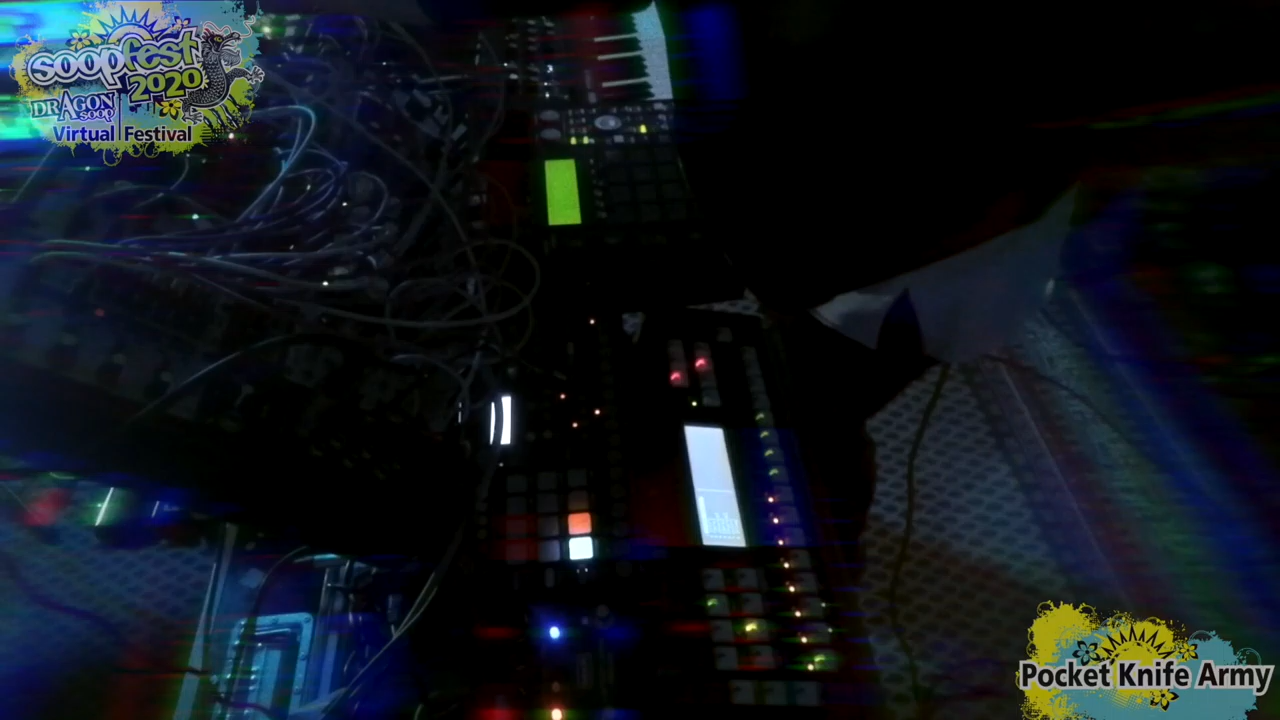 soopfest
2020
DRAGON
soop
Virtual Festival
Pocket Knife Army